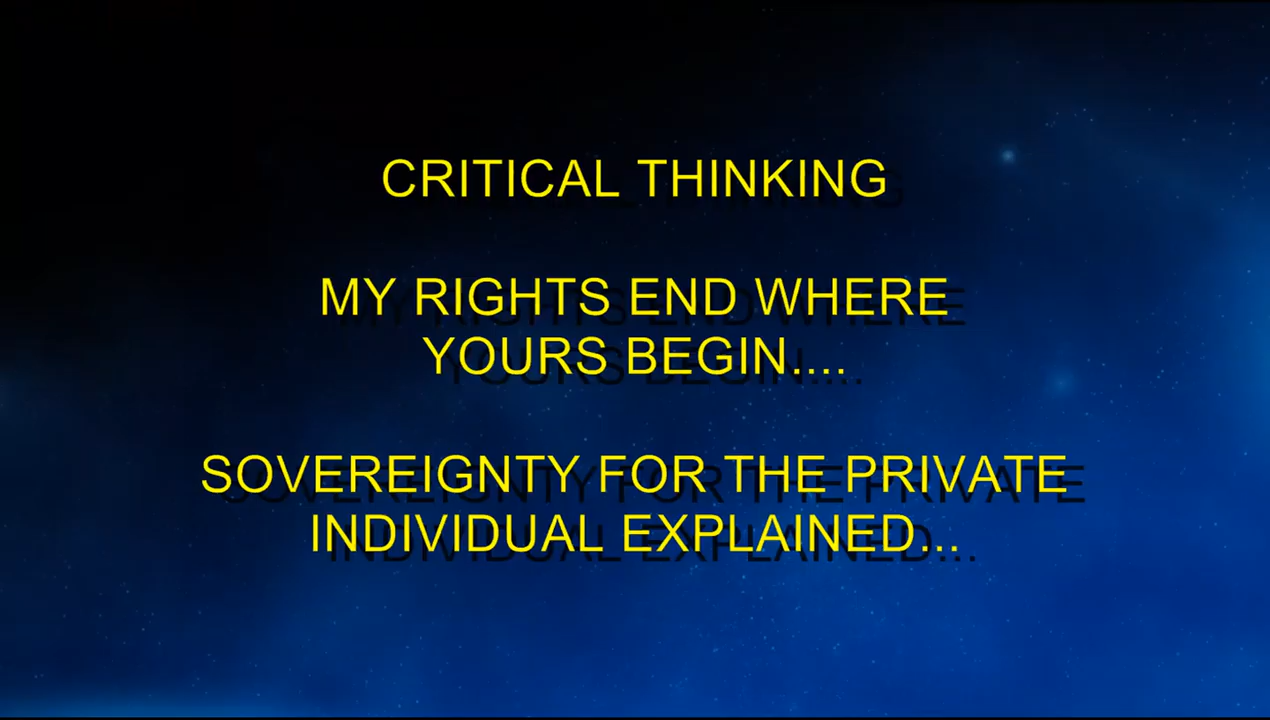 CRITICAL THINKING
MY RIGHTS END WHERE
YOURS BEGIN....
SOVEREIGNTY FOR THE PRIVATE
INDIVIDUAL EXPLAINED...